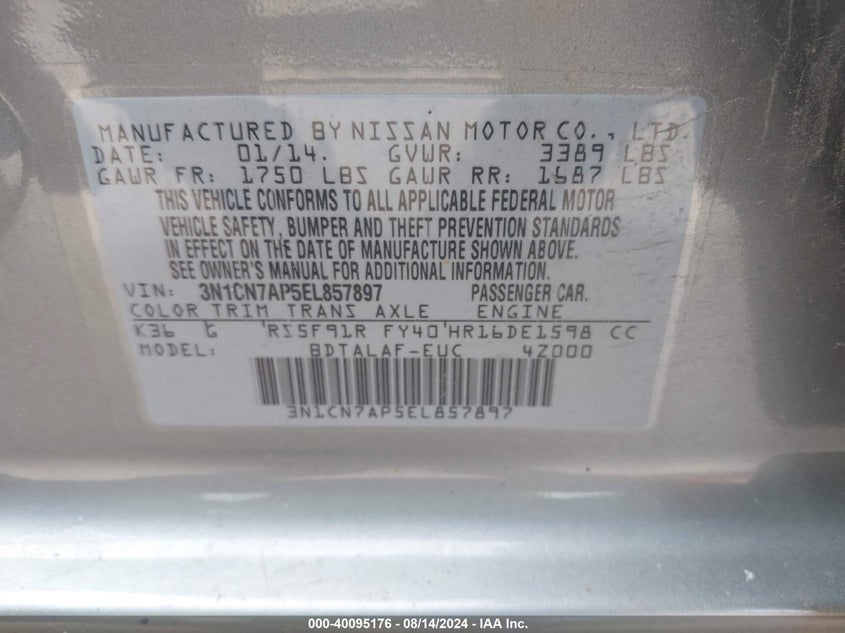 MANUFACTURED BY NISSAN MOTOR CO., LTD.
DATE: 01/14. GVWR: 3389 LBS
GAWR FR: 1750 LBS GAWR RR: 1687 LBS
THIS VEHICLE CONFORMS TO ALL APPLICABLE FEDERAL MOTOR
VEHICLE SAFETY, BUMPER AND THEFT PREVENTION STANDARDS
IN EFFECT ON THE DATE OF MANUFACTURE SHOWN ABOVE.
SEE OWNER'S MANUAL FOR ADDITIONAL INFORMATION.
VIN: 3N1CN7AP5EL857897 PASSENGER CAR.
COLOR TRIM TRANS AXLE ENGINE
K36 G RS5F91R FY40 HR16DE1598 CC
MODEL: BDTALAF-EUC 4Z000
3N1CN7AP5EL857897
000-40095176 - 08/14/2024 - IAA Inc.